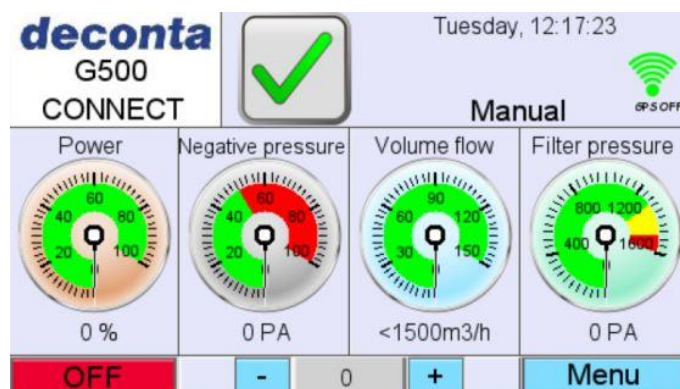 deconta
G500
CONNECT
Tuesday, 12:17:23
Manual
GPS OFF
Power
20 40 60 80 100
0 %
Negative pressure
20 40 60 80 100
0 PA
Volume flow
30 60 90 120 150
<1500m3/h
Filter pressure
400 800 1200 1600
0 PA
OFF
-
0
+
Menu